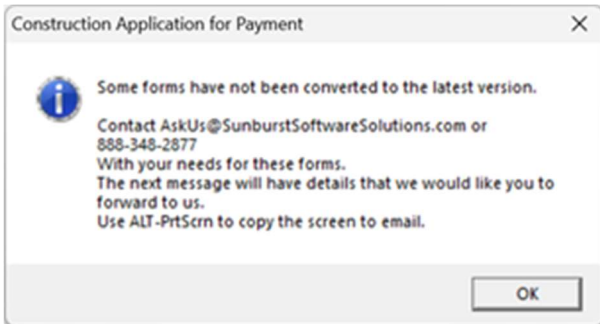 Construction Application for Payment
Some forms have not been converted to the latest version.
Contact AskUs@SunburstSoftwareSolutions.com or
888-348-2877
With your needs for these forms.
The next message will have details that we would like you to
forward to us.
Use ALT-PrtScrn to copy the screen to email.
OK